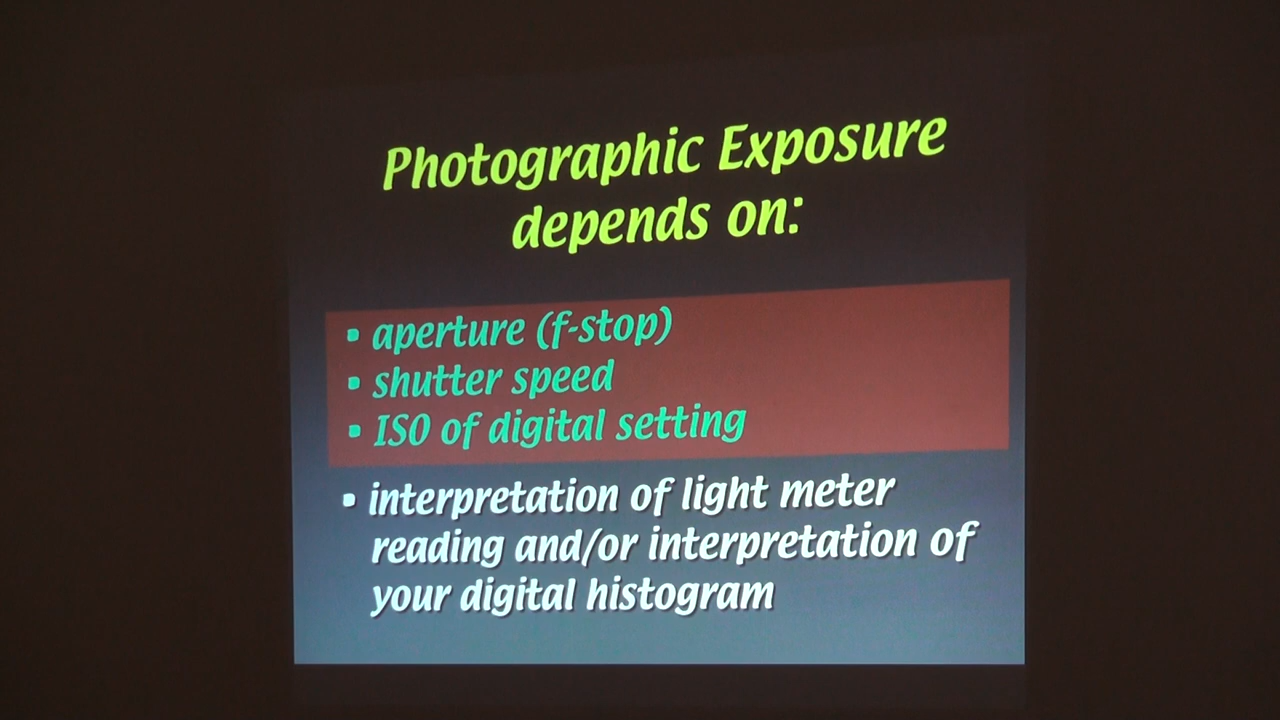 Photographic Exposure
depends on:
• aperture (f-stop)
• shutter speed
• ISO of digital setting
• interpretation of light meter
reading and/or interpretation of
your digital histogram